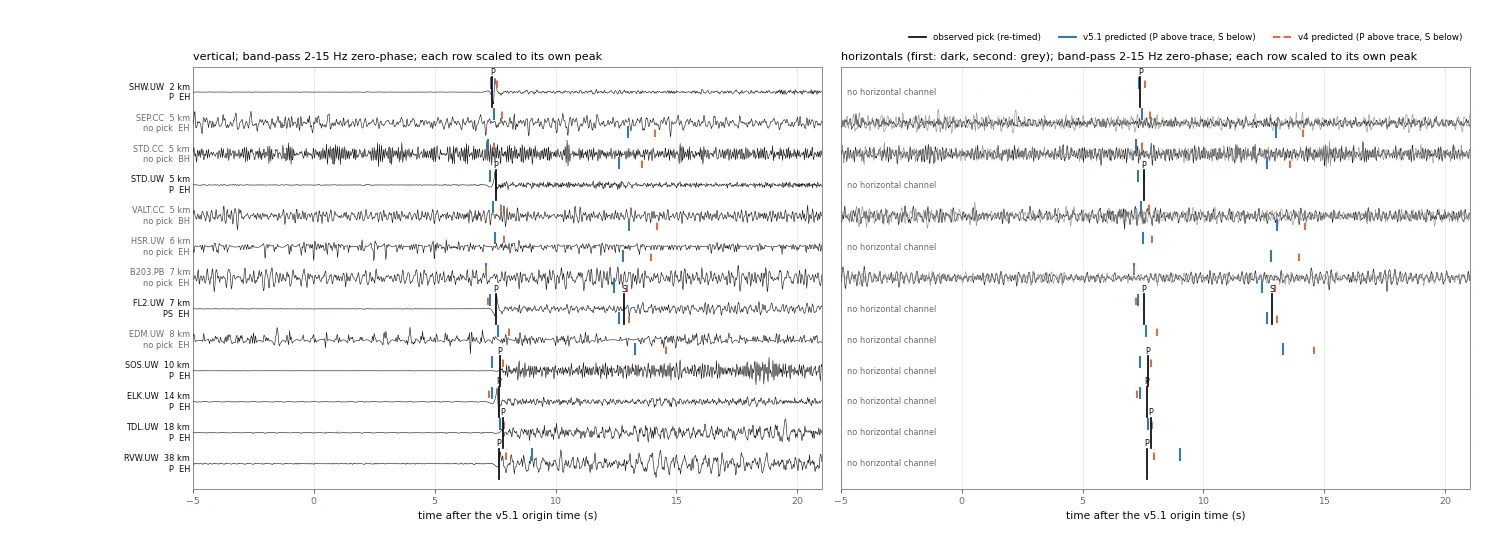 observed pick (re-timed)
v5.1 predicted (P above trace, S below)
v4 predicted (P above trace, S below)
vertical; band-pass 2-15 Hz zero-phase; each row scaled to its own peak
horizontals (first: dark, second: grey); band-pass 2-15 Hz zero-phase; each row scaled to its own peak
P
P
SHW.UW 2 km
P EH
no horizontal channel
SEP.CC 5 km
no pick EH
STD.CC 5 km
no pick BH
P
P
STD.UW 5 km
P EH
no horizontal channel
VALT.CC 5 km
no pick BH
HSR.UW 6 km
no pick EH
no horizontal channel
B203.PB 7 km
no pick EH
P
S
P
S
FL2.UW 7 km
PS EH
no horizontal channel
EDM.UW 8 km
no pick EH
no horizontal channel
P
P
SOS.UW 10 km
P EH
no horizontal channel
P
P
ELK.UW 14 km
P EH
no horizontal channel
P
P
TDL.UW 18 km
P EH
no horizontal channel
P
P
RVW.UW 38 km
P EH
no horizontal channel
−5 0 5 10 15 20
−5 0 5 10 15 20
time after the v5.1 origin time (s)
time after the v5.1 origin time (s)